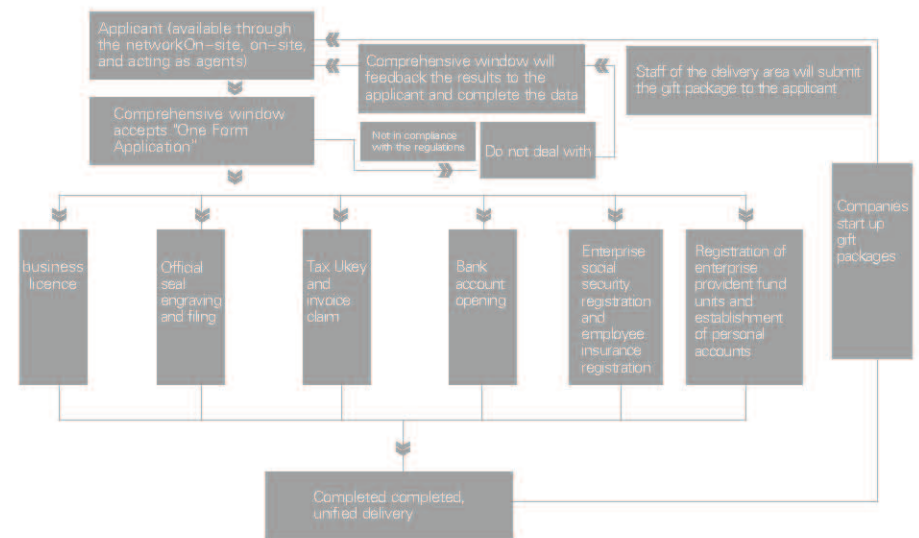 Applicant (available through
the networkOn-site, on-site,
and acting as agents)
Comprehensive window will
feedback the results to the
applicant and complete the data
Staff of the delivery area will submit
the gift package to the applicant
Comprehensive window
accepts "One Form
Application"
Not in compliance
with the regulations
Do not deal with
Companies
start up
gift
packages
business
licence
Official
seal
engraving
and filing
Tax Ukey
and
invoice
claim
Bank
account
opening
Enterprise
social
security
registration
and
employee
insurance
registration
Registration of
enterprise
provident fund
units and
establishment
of personal
accounts
Completed completed,
unified delivery